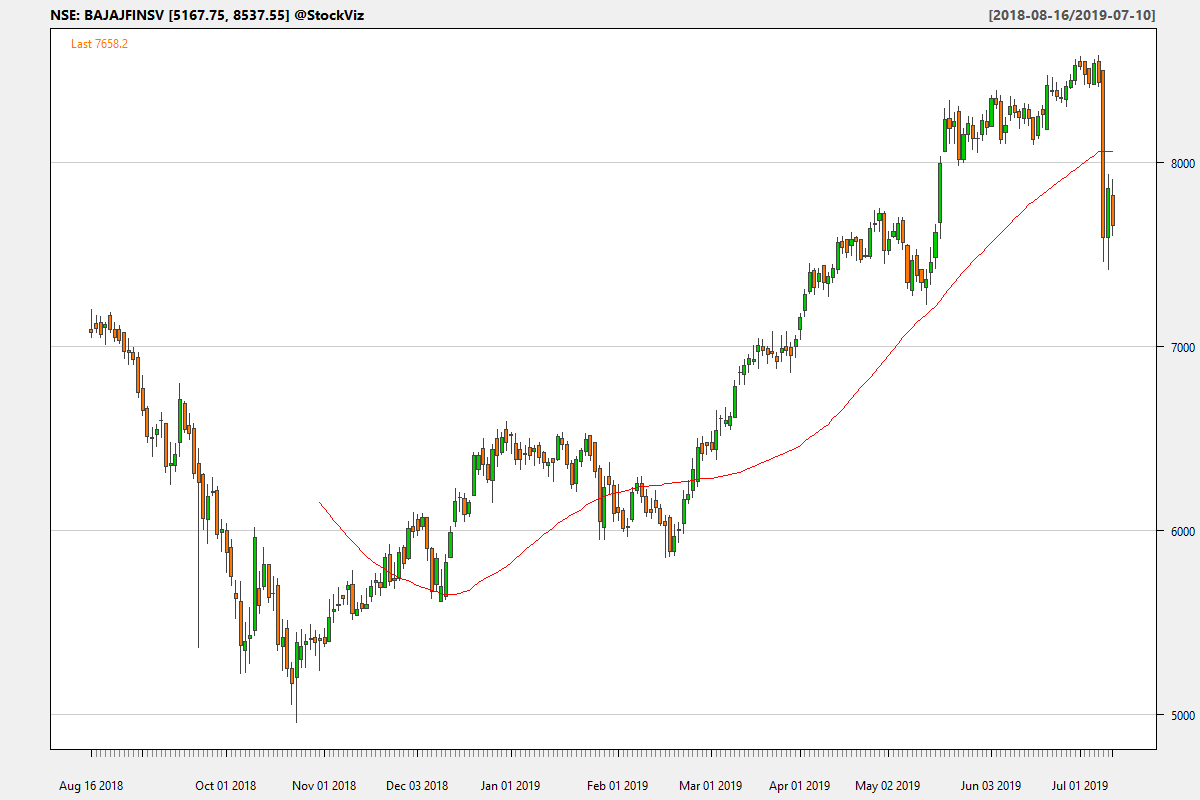 NSE: BAJAJFINSV [5167.75, 8537.55] @StockViz [2018-08-16/2019-07-10]
Last 7658.2
8000
7000
6000
5000
Aug 16 2018 Oct 01 2018 Nov 01 2018 Dec 03 2018 Jan 01 2019 Feb 01 2019 Mar 01 2019 Apr 01 2019 May 02 2019 Jun 03 2019 Jul 01 2019